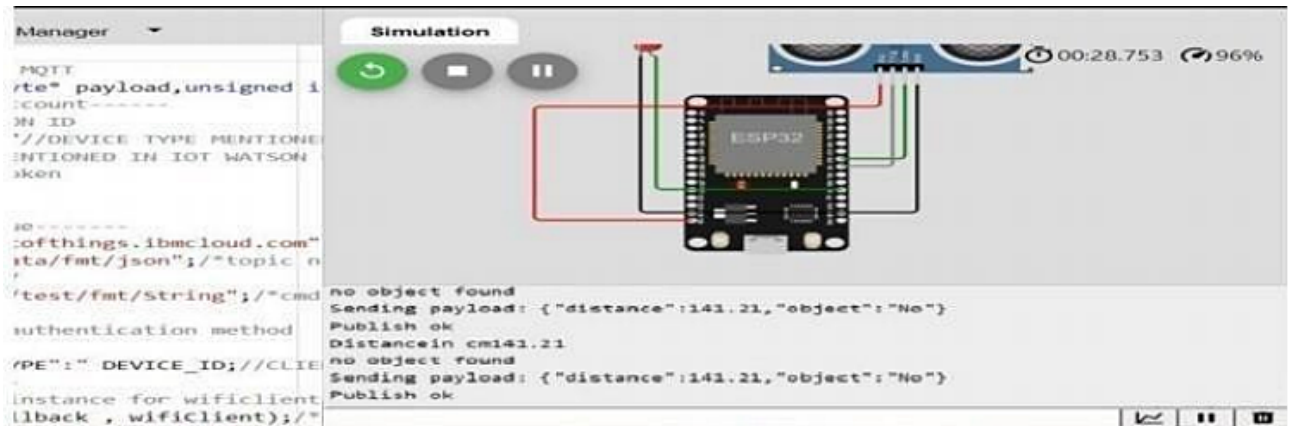 Manager
MQTT
rte* payload,unsigned i
count------
ON ID
"//DEVICE TYPE MENTIONE
ENTIONED IN IOT WATSON
oken
:ofthings.ibmcloud.com"
ata/fmt/json";/*topic n
/test/fmt/String";/*cmd
authentication method
YPE":" DEVICE_ID;//CLIE
instance for wificlient
llback , wifiClient);/*
Simulation
00:28.753 96%
ESP32
no object found
Sending payload: {"distance":141.21,"object":"No"}
Publish ok
Distancein cm141.21
no object found
Sending payload: {"distance":141.21,"object":"No"}
Publish ok